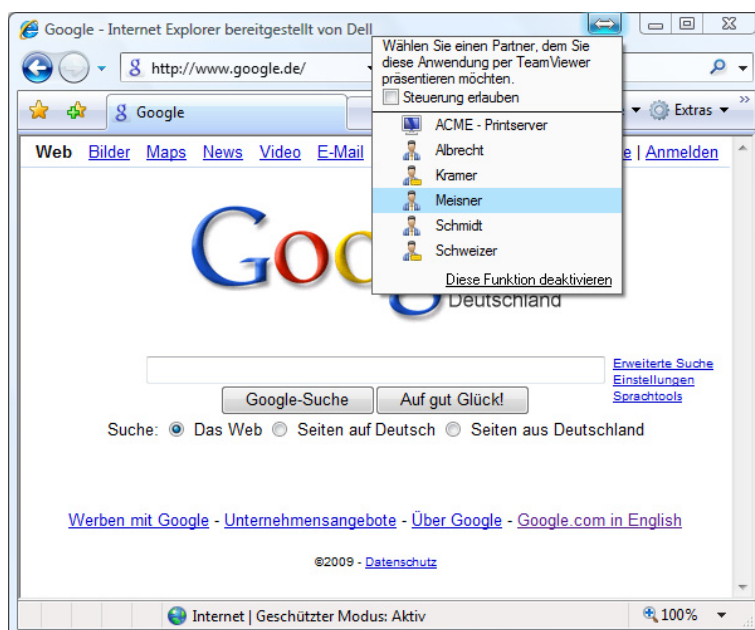 Google - Internet Explorer bereitgestellt von Dell
http://www.google.de/
Wählen Sie einen Partner, dem Sie
diese Anwendung per TeamViewer
präsentieren möchten.
Steuerung erlauben
Google
Extras
Web Bilder Maps News Video E-Mail
Anmelden
ACME - Printserver
Albrecht
Kramer
Meisner
Schmidt
Schweizer
Diese Funktion deaktivieren
Goog
Deutschland
Erweiterte Suche
Einstellungen
Sprachtools
Google-Suche Auf gut Glück!
Suche: Das Web Seiten auf Deutsch Seiten aus Deutschland
Werben mit Google - Unternehmensangebote - Über Google - Google.com in English
©2009 - Datenschutz
Internet | Geschützter Modus: Aktiv
100%